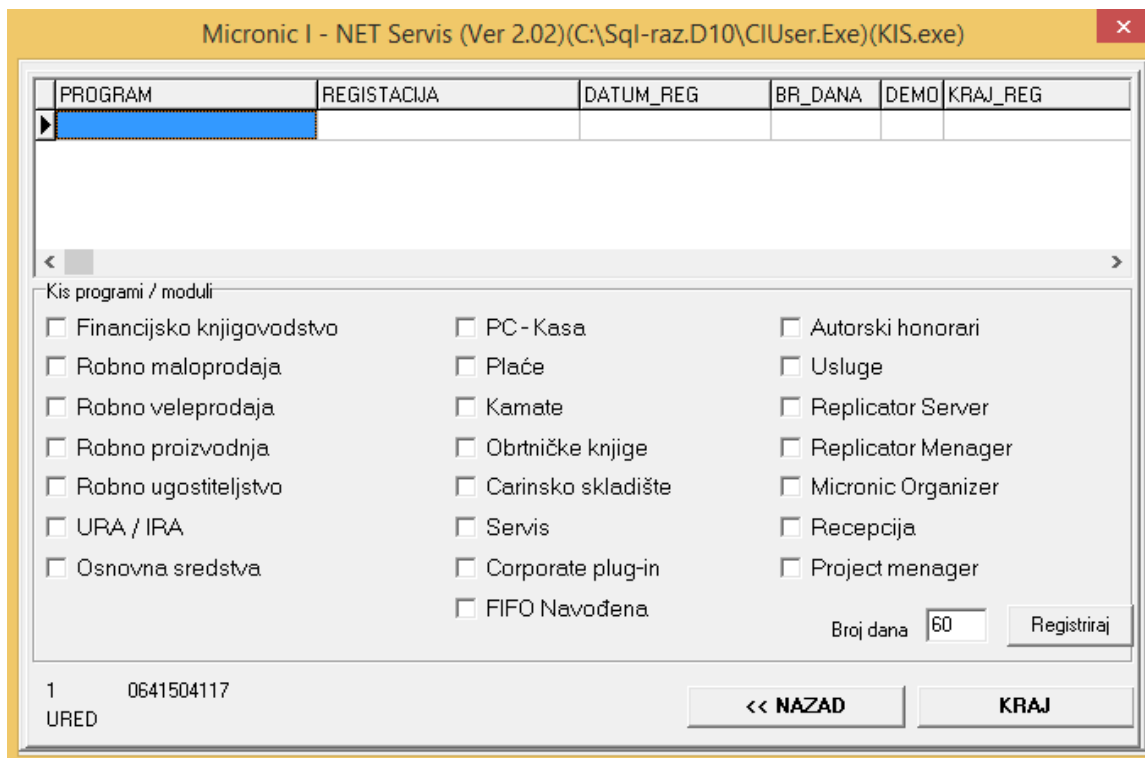 Micronic I - NET Servis (Ver 2.02)(C:\Sql-raz.D10\CIUser.Exe)(KIS.exe)
PROGRAM REGISTACIJA DATUM_REG BR_DANA DEMO KRAJ_REG
Kis programi / moduli
Financijsko knjigovodstvo PC - Kasa Autorski honorari
Robno maloprodaja Plaće Usluge
Robno veleprodaja Kamate Replicator Server
Robno proizvodnja Obrtničke knjige Replicator Menager
Robno ugostiteljstvo Carinsko skladište Micronic Organizer
URA / IRA Servis Recepcija
Osnovna sredstva Corporate plug-in Project menager
FIFO Navođena
Broj dana 60 Registriraj
1 0641504117
URED
<< NAZAD KRAJ